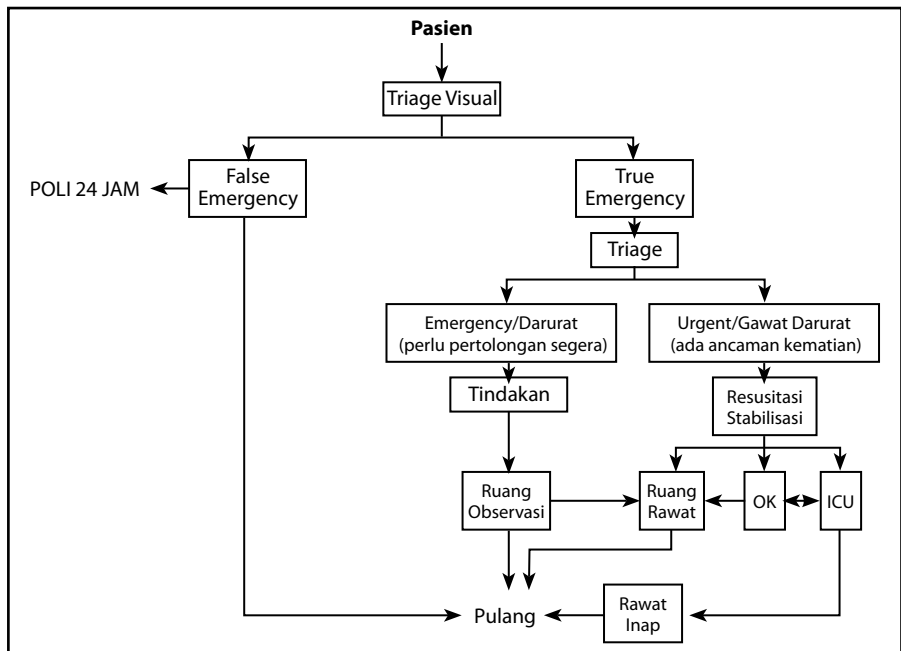 Pasien
Triage Visual
False
Emergency
POLI 24 JAM
True
Emergency
Triage
Emergency/Darurat
(perlu pertolongan segera)
Urgent/Gawat Darurat
(ada ancaman kematian)
Tindakan
Resusitasi
Stabilisasi
Ruang
Observasi
Ruang
Rawat
OK
ICU
Pulang
Rawat
Inap